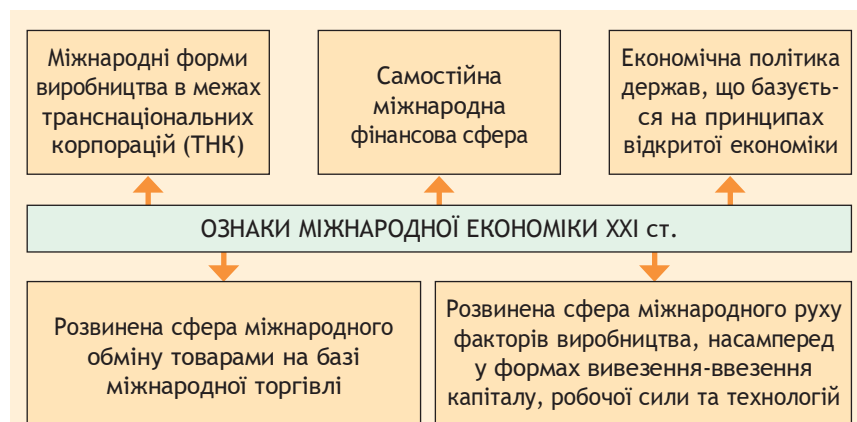 Міжнародні форми
виробництва в межах
транснаціональних
корпорацій (ТНК)
Самостійна
міжнародна
фінансова сфера
Економічна політика
держав, що базуєть-
ся на принципах
відкритої економіки
ОЗНАКИ МІЖНАРОДНОЇ ЕКОНОМІКИ XXI ст.
Розвинена сфера міжнародного
обміну товарами на базі
міжнародної торгівлі
Розвинена сфера міжнародного руху
факторів виробництва, насамперед
у формах вивезення-ввезення
капіталу, робочої сили та технологій